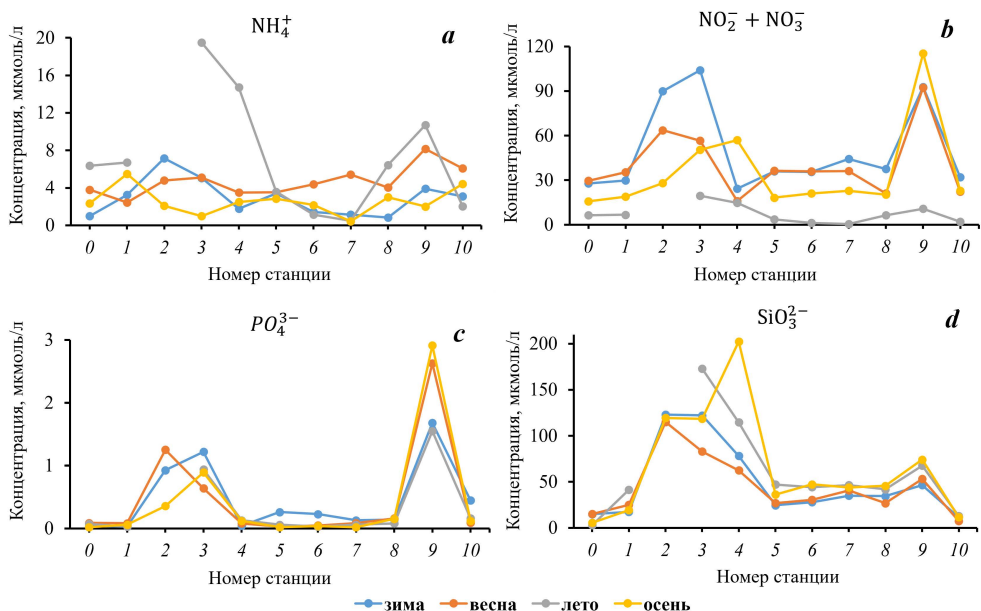 NH₄⁺
a
Концентрация, мкмоль/л
20
16
12
8
4
0
0 1 2 3 4 5 6 7 8 9 10
Номер станции
NO₂⁻ + NO₃⁻
b
Концентрация, мкмоль/л
120
90
60
30
0
0 1 2 3 4 5 6 7 8 9 10
Номер станции
PO₄³⁻
c
Концентрация, мкмоль/л
3
2
1
0
0 1 2 3 4 5 6 7 8 9 10
Номер станции
SiO₃²⁻
d
Концентрация, мкмоль/л
200
150
100
50
0
0 1 2 3 4 5 6 7 8 9 10
Номер станции
зима весна лето осень